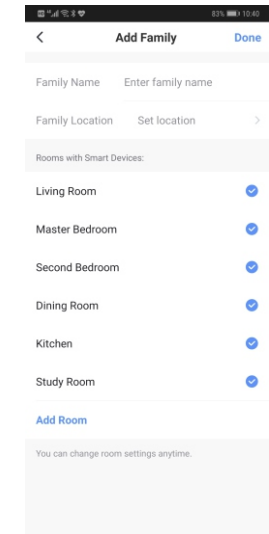 83% 10:40
Add Family
Done
Family Name Enter family name
Family Location Set location
Rooms with Smart Devices:
Living Room
Master Bedroom
Second Bedroom
Dining Room
Kitchen
Study Room
Add Room
You can change room settings anytime.